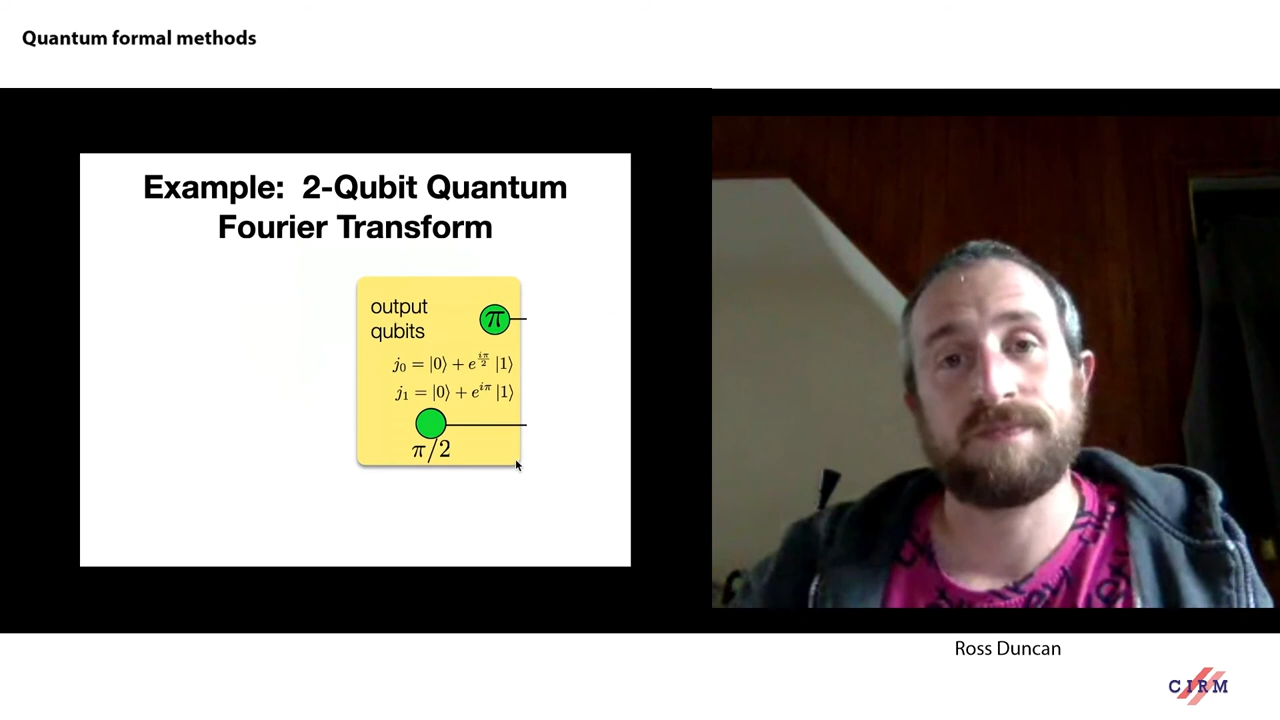 Quantum formal methods
Example: 2-Qubit Quantum
Fourier Transform
output
qubits
π
j₀ = |0⟩ + e^{iπ/2} |1⟩
j₁ = |0⟩ + e^{iπ} |1⟩
π/2
Ross Duncan
CIRM